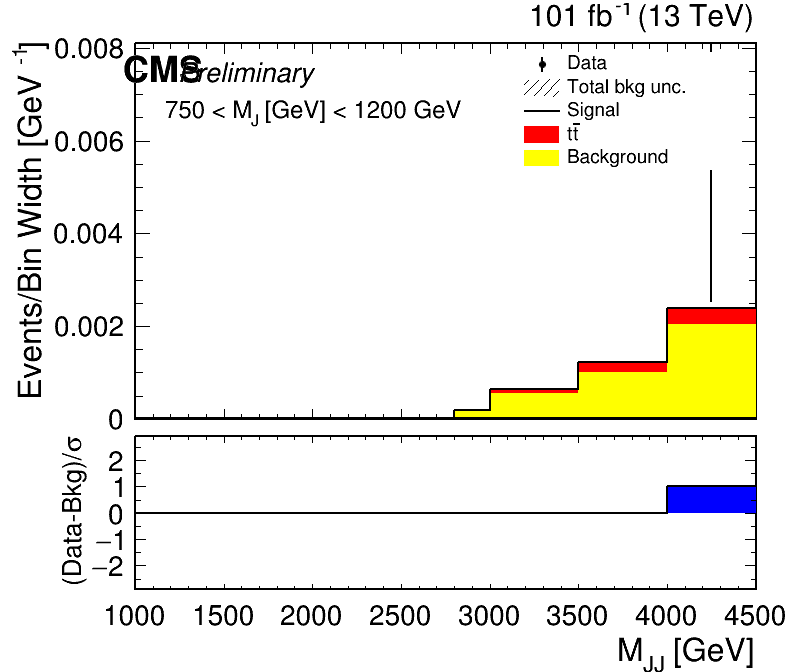 101 fb⁻¹ (13 TeV)
CMS Preliminary
750 < M_J [GeV] < 1200 GeV
Data
Total bkg unc.
Signal
tt̄
Background
Events/Bin Width [GeV⁻¹]
0.008
0.006
0.004
0.002
0
(Data-Bkg)/σ
2
1
0
−1
−2
1000 1500 2000 2500 3000 3500 4000 4500
M_JJ [GeV]